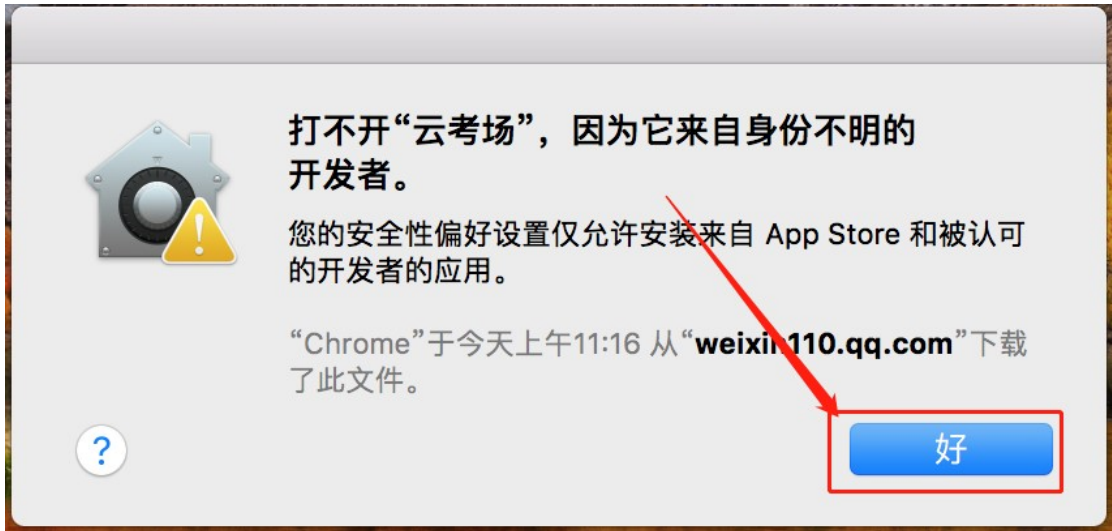 打不开“云考场”，因为它来自身份不明的
开发者。
您的安全性偏好设置仅允许安装来自 App Store 和被认可
的开发者的应用。
“Chrome”于今天上午11:16 从“weixin110.qq.com”下载
了此文件。
?
好